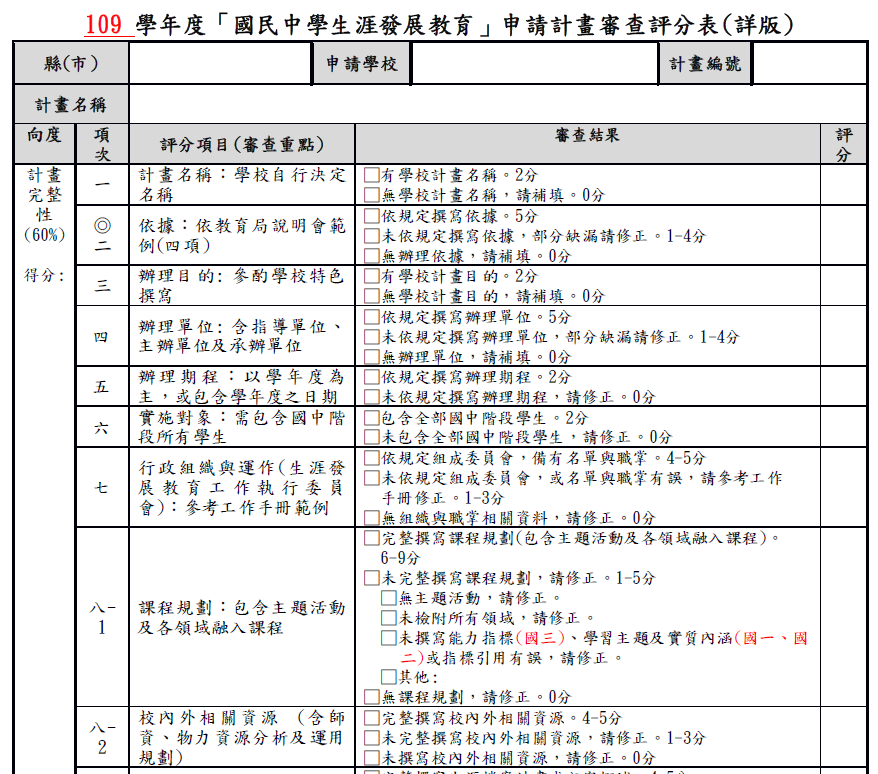 109 學年度「國民中學生涯發展教育」申請計畫審查評分表(詳版)
縣(市) 申請學校 計畫編號
計畫名稱
向度 項次 評分項目(審查重點) 審查結果 評分
計畫完整性(60%)
得分:
一 計畫名稱：學校自行決定名稱
□有學校計畫名稱。2分
□無學校計畫名稱，請補填。0分
◎二 依據：依教育局說明會範例(四項)
□依規定撰寫依據。5分
□未依規定撰寫依據，部分缺漏請修正。1-4分
□無辦理依據，請補填。0分
三 辦理目的: 參酌學校特色撰寫
□有學校計畫目的。2分
□無學校計畫目的，請補填。0分
四 辦理單位: 含指導單位、主辦單位及承辦單位
□依規定撰寫辦理單位。5分
□未依規定撰寫辦理單位，部分缺漏請修正。1-4分
□無辦理單位，請補填。0分
五 辦理期程：以學年度為主，或包含學年度之日期
□依規定撰寫辦理期程。2分
□未依規定撰寫辦理期程，請修正。0分
六 實施對象：需包含國中階段所有學生
□包含全部國中階段學生。2分
□未包含全部國中階段學生，請修正。0分
七 行政組織與運作(生涯發展教育工作執行委員會)：參考工作手冊範例
□依規定組成委員會，備有名單與職掌。4-5分
□未依規定組成委員會，或名單與職掌有誤，請參考工作
手冊修正。1-3分
□無組織與職掌相關資料，請修正。0分
八-1 課程規劃：包含主題活動及各領域融入課程
□完整撰寫課程規劃(包含主題活動及各領域融入課程)。
6-9分
□未完整撰寫課程規劃，請修正。1-5分
□無主題活動，請修正。
□未檢附所有領域，請修正。
□未撰寫能力指標(國三)、學習主題及實質內涵(國一、國
二)或指標引用有誤，請修正。
□其他:
□無課程規劃，請修正。0分
八-2 校內外相關資源 (含師資、物力資源分析及運用規劃)
□完整撰寫校內外相關資源。4-5分
□未完整撰寫校內外相關資源，請修正。1-3分
□未撰寫校內外相關資源，請修正。0分